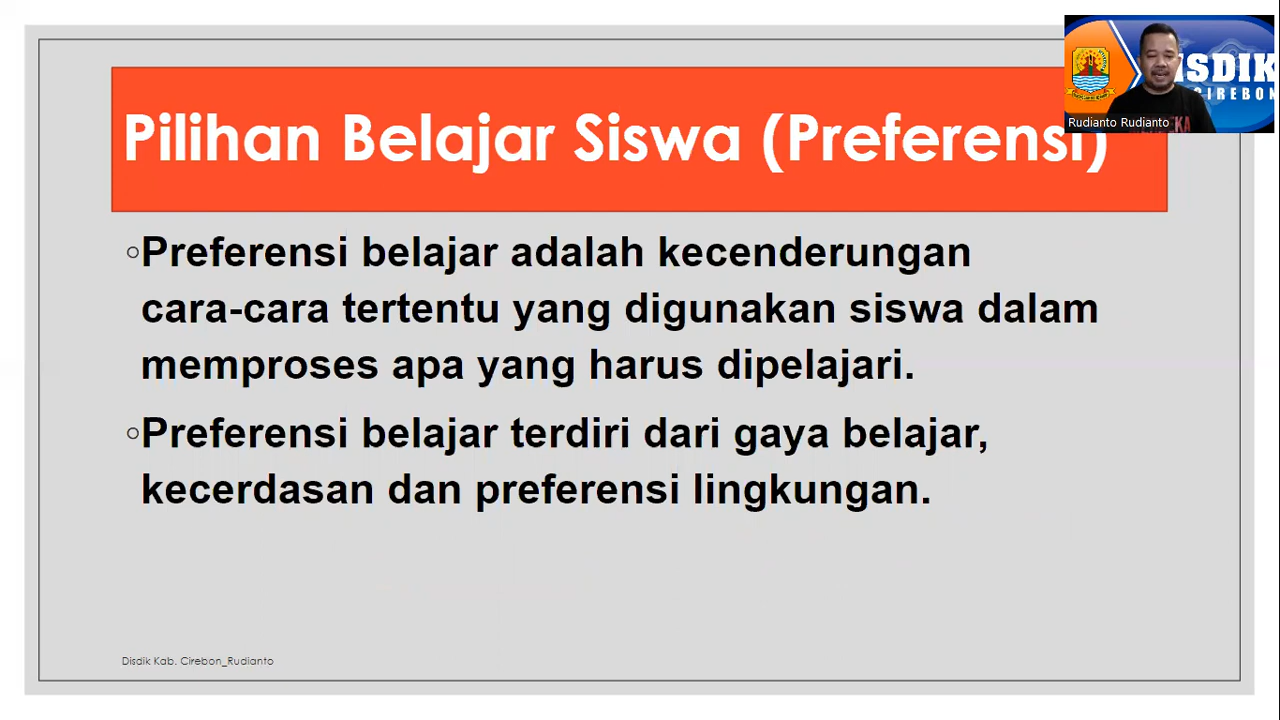 Pilihan Belajar Siswa (Preferensi)
ISDIK
CIREBON
Rudianto Rudianto
◦Preferensi belajar adalah kecenderungan
cara-cara tertentu yang digunakan siswa dalam
memproses apa yang harus dipelajari.
◦Preferensi belajar terdiri dari gaya belajar,
kecerdasan dan preferensi lingkungan.
Disdik Kab. Cirebon_Rudianto